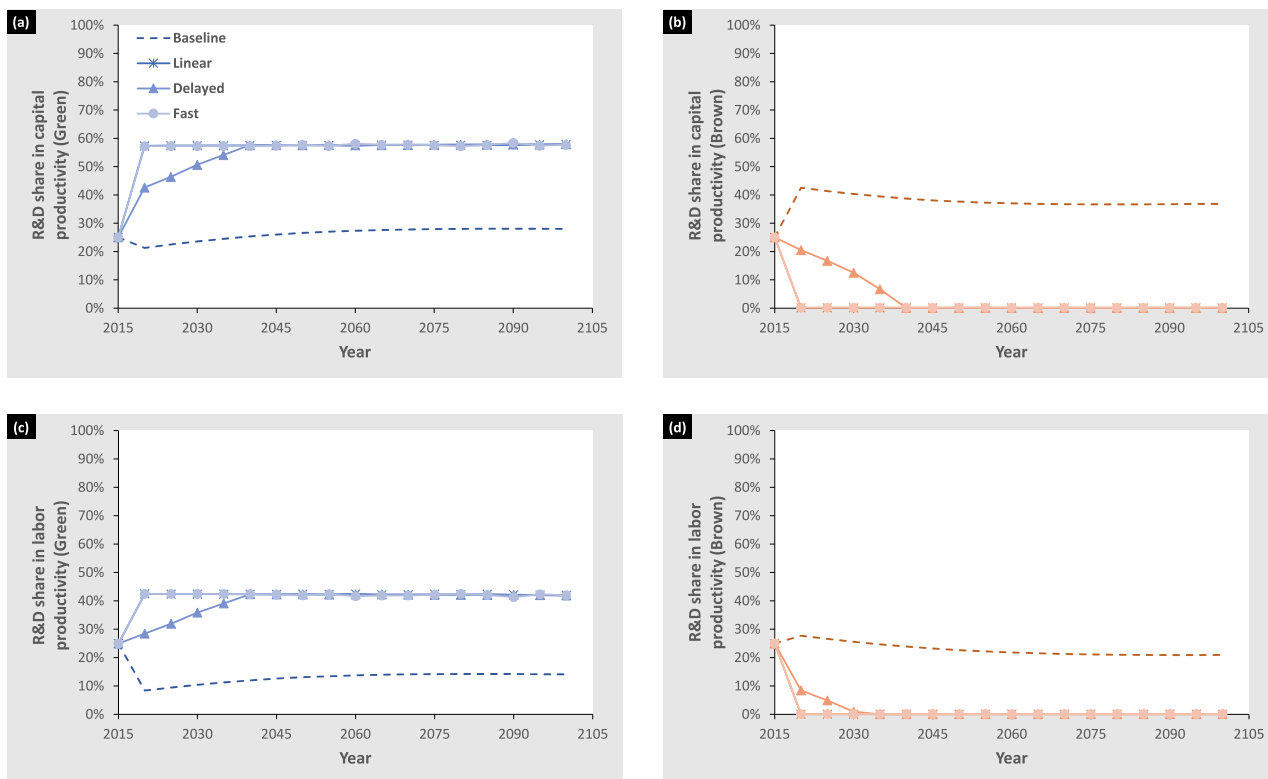 (a)
100%
90%
80%
70%
60%
50%
40%
30%
20%
10%
0%
R&D share in capital
productivity (Green)
Baseline
Linear
Delayed
Fast
2015 2030 2045 2060 2075 2090 2105
Year
(b)
100%
90%
80%
70%
60%
50%
40%
30%
20%
10%
0%
R&D share in capital
productivity (Brown)
2015 2030 2045 2060 2075 2090 2105
Year
(c)
100%
90%
80%
70%
60%
50%
40%
30%
20%
10%
0%
R&D share in labor
productivity (Green)
2015 2030 2045 2060 2075 2090 2105
Year
(d)
100%
90%
80%
70%
60%
50%
40%
30%
20%
10%
0%
R&D share in labor
productivity (Brown)
2015 2030 2045 2060 2075 2090 2105
Year